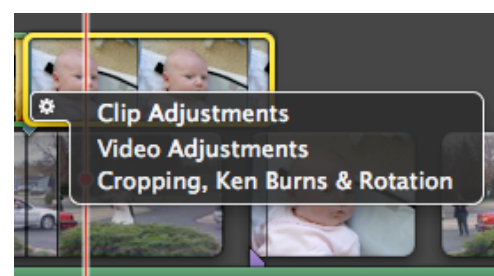 Clip Adjustments
Video Adjustments
Cropping, Ken Burns & Rotation